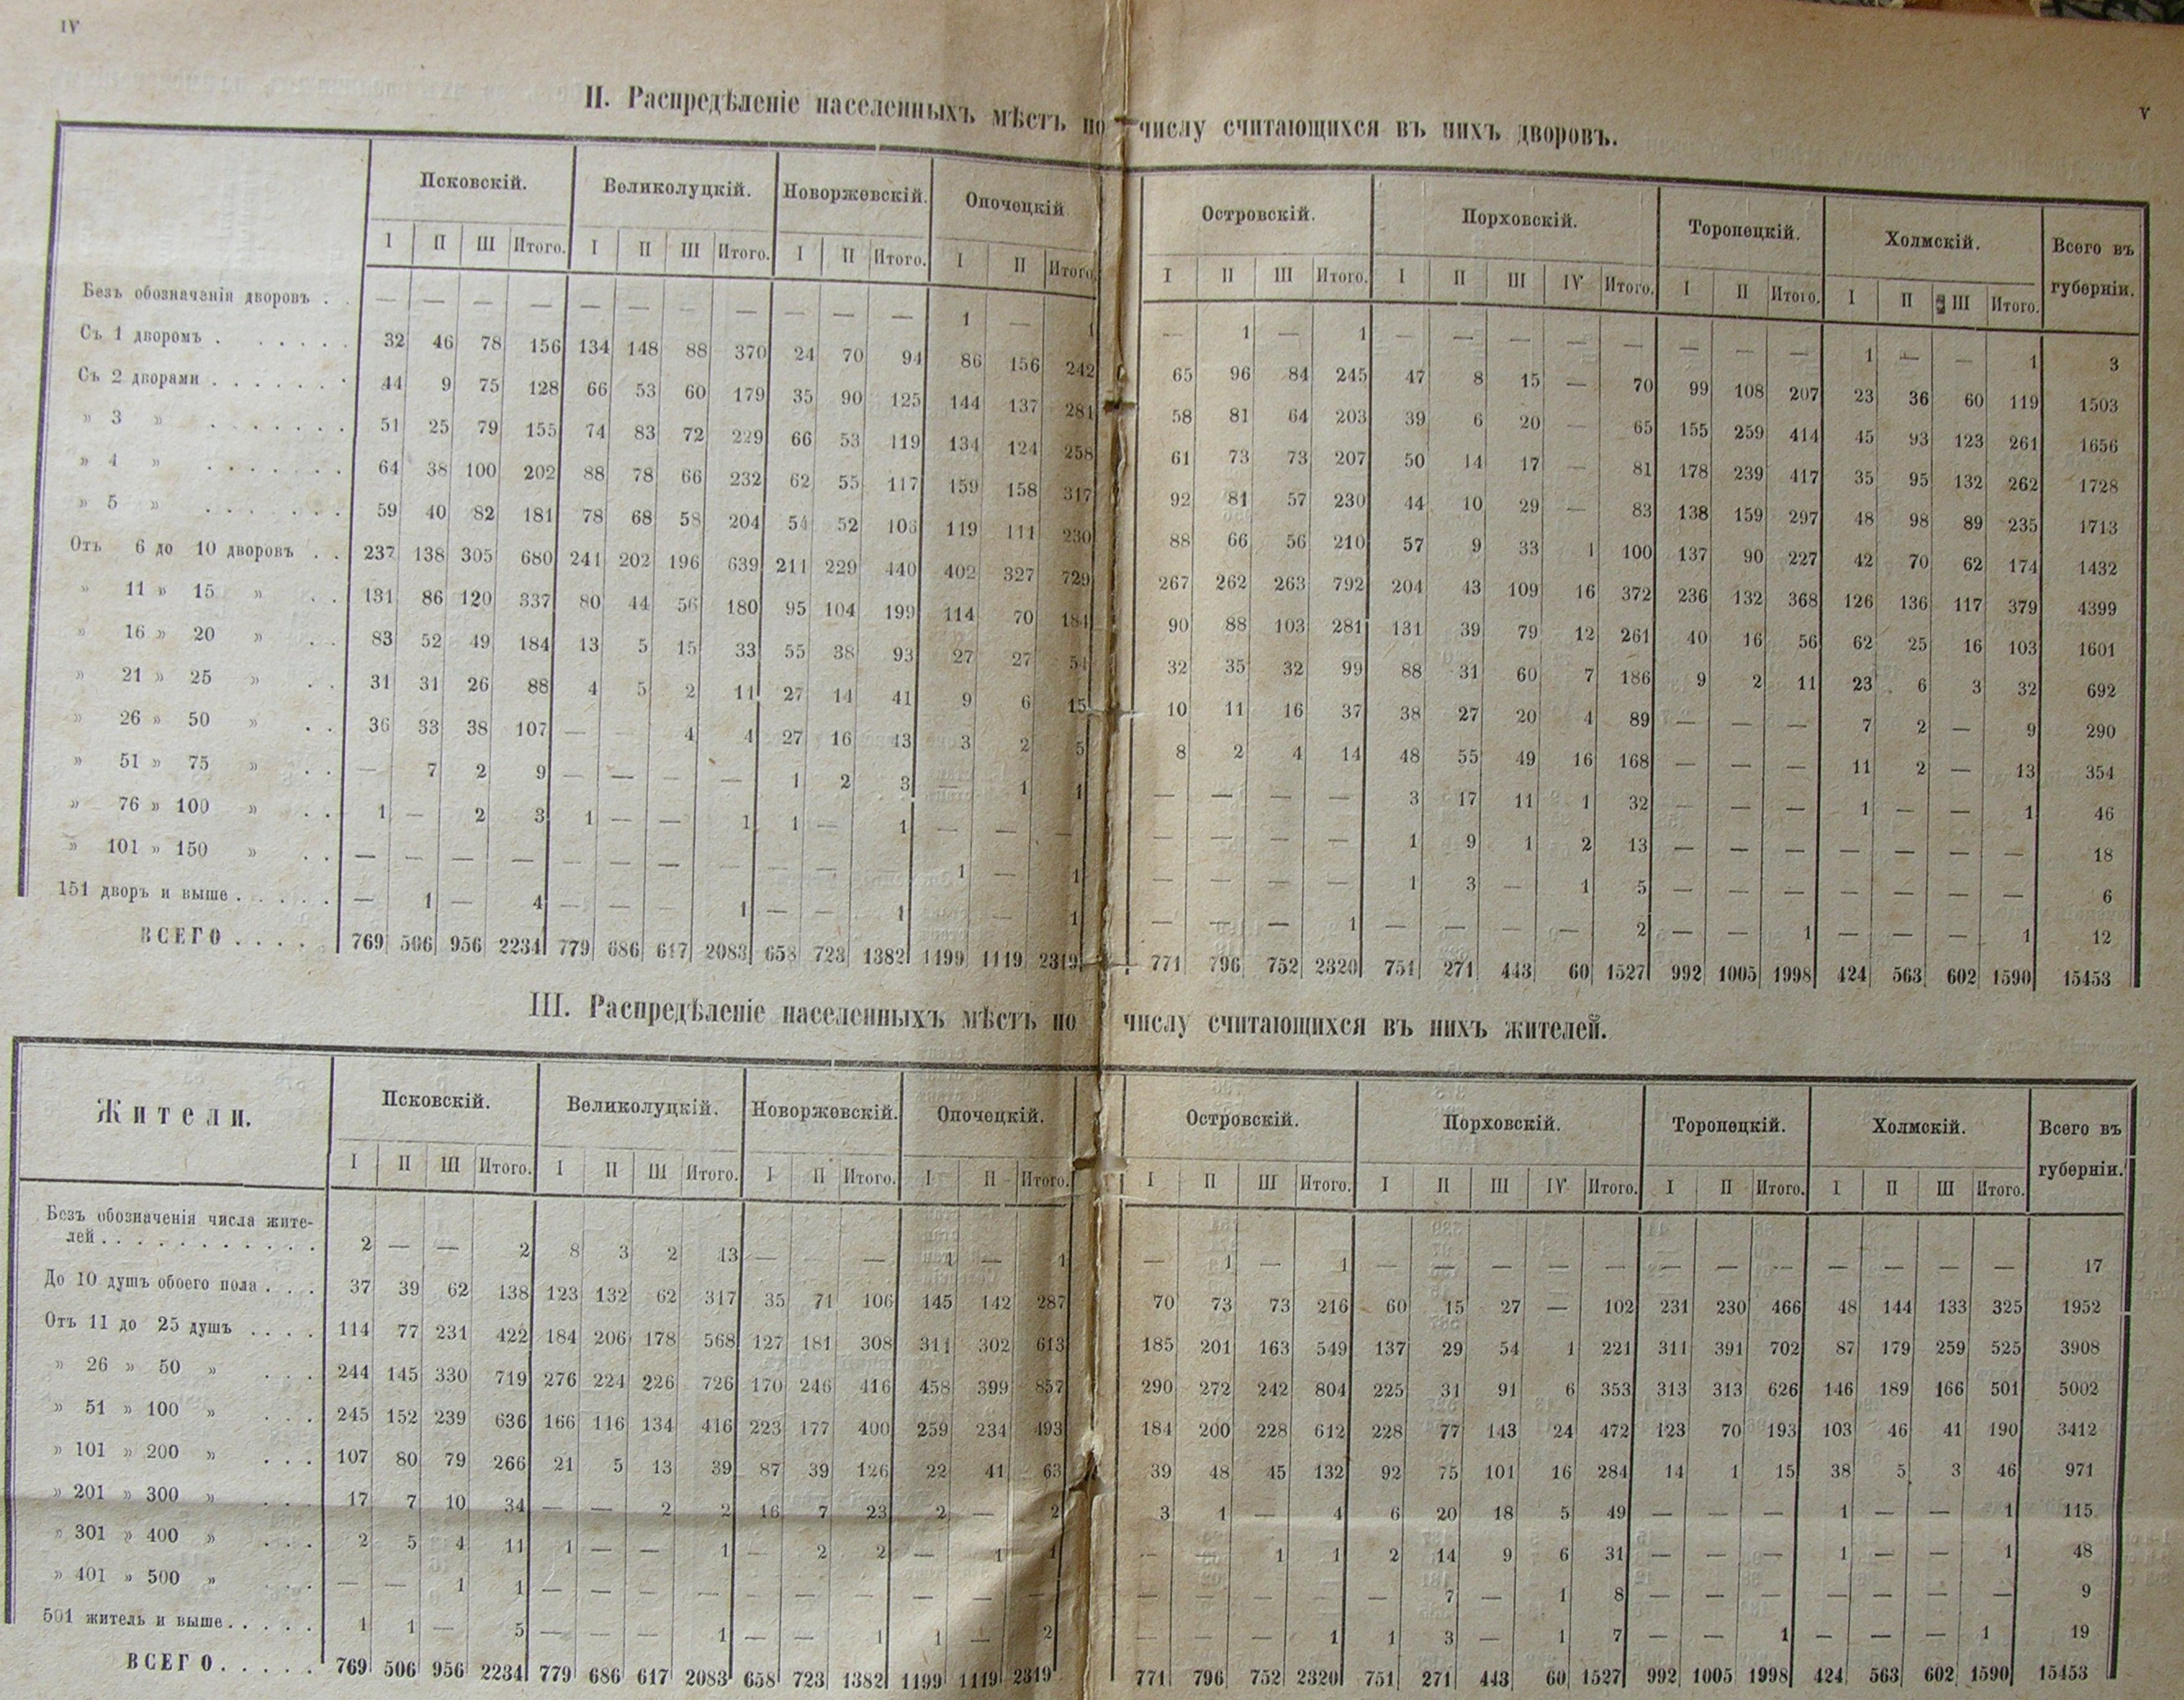 IV
V
II. Распредѣленіе населенныхъ мѣстъ по числу считающихся въ нихъ дворовъ.
Псковскій. Великолуцкій. Новоржевскій. Опочецкій Островскій. Порховскій. Торопецкій. Холмскій. Всего въ губерніи.
I II III Итого. I II III Итого. I II Итого. I II Итого. I II III Итого. I II III IV Итого. I II Итого. I II III Итого.
Безъ обозначенія дворовъ . . — — — — — — — — — — — 1 — 1 — 1 — 1 — — — — — — — — 1 — — 1 3
Съ 1 дворомъ . . . . . . 32 46 78 156 134 148 88 370 24 70 94 86 156 242 65 96 84 245 47 8 15 — 70 99 108 207 23 36 60 119 1503
Съ 2 дворами . . . . . . . 44 9 75 128 66 53 60 179 35 90 125 144 137 281 58 81 64 203 39 6 20 — 65 155 259 414 45 93 123 261 1656
» 3 » . . . . . . . 51 25 79 155 74 83 72 229 66 53 119 134 124 258 61 73 73 207 50 14 17 — 81 178 239 417 35 95 132 262 1728
» 4 » . . . . . . . 64 38 100 202 88 78 66 232 62 55 117 159 158 317 92 81 57 230 44 10 29 — 83 138 159 297 48 98 89 235 1713
» 5 » . . . . . . 59 40 82 181 78 68 58 204 54 52 106 119 111 230 88 66 56 210 57 9 33 1 100 137 90 227 42 70 62 174 1432
Отъ 6 до 10 дворовъ . . 237 138 305 680 241 202 196 639 211 229 440 402 327 729 267 262 263 792 204 43 109 16 372 236 132 368 126 136 117 379 4399
» 11 » 15 » . . 131 86 120 337 80 44 56 180 95 104 199 114 70 184 90 88 103 281 131 39 79 12 261 40 16 56 62 25 16 103 1601
» 16 » 20 » . . 83 52 49 184 13 5 15 33 55 38 93 27 27 54 32 35 32 99 88 31 60 7 186 9 2 11 23 6 3 32 692
» 21 » 25 » . . 31 31 26 88 4 5 2 11 27 14 41 9 6 15 10 11 16 37 38 27 20 4 89 — — — 7 2 — 9 290
» 26 » 50 » . . 36 33 38 107 — — 4 4 27 16 43 3 2 5 8 2 4 14 48 55 49 16 168 — — — 11 2 — 13 354
» 51 » 75 » . . — 7 2 9 — — — — 1 2 3 — 1 1 — — — — 3 17 11 1 32 — — — 1 — — 1 46
» 76 » 100 » . . 1 — 2 3 1 — — 1 1 — 1 — — — — — — — 1 9 1 2 13 — — — — — — — 18
» 101 » 150 » . . — — — — — — — — — — — 1 — 1 — — — — 1 3 — 1 5 — — — — — — — 6
151 дворъ и выше . . . . . — 1 — 4 — — — 1 — — 1 — 1 — — — 1 — — — — 2 — — 1 — — — 1 12
ВСЕГО . . . . 769 506 956 2234 779 686 617 2083 658 723 1382 1199 1119 2319 771 796 752 2320 751 271 443 60 1527 992 1005 1998 424 563 602 1590 15453
III. Распредѣленіе населенныхъ мѣстъ по числу считающихся въ нихъ жителей.
Жители. Псковскій. Великолуцкій. Новоржевскій. Опочецкій. Островскій. Порховскій. Торопецкій. Холмскій. Всего въ губерніи.
I II III Итого. I II III Итого. I II Итого. I II Итого. I II III Итого. I II III IV Итого. I II Итого. I II III Итого.
Безъ обозначенія числа жите-
лей . . . . . . . . . . . 2 — — 2 8 3 2 13 — — — 1 — 1 — 1 — 1 — — — — — — — — — — — — 17
До 10 душъ обоего пола . . . 37 39 62 138 123 132 62 317 35 71 106 145 142 287 70 73 73 216 60 15 27 — 102 231 230 466 48 144 133 325 1952
Отъ 11 до 25 душъ . . . . 114 77 231 422 184 206 178 568 127 181 308 311 302 613 185 201 163 549 137 29 54 1 221 311 391 702 87 179 259 525 3908
» 26 » 50 » . . . 244 145 330 719 276 224 226 726 170 246 416 458 399 857 290 272 242 804 225 31 91 6 353 313 313 626 146 189 166 501 5002
» 51 » 100 » . . . 245 152 239 636 166 116 134 416 223 177 400 259 234 493 184 200 228 612 228 77 143 24 472 123 70 193 103 46 41 190 3412
» 101 » 200 » . . . 107 80 79 266 21 5 13 39 87 39 126 22 41 63 39 48 45 132 92 75 101 16 284 14 1 15 38 5 3 46 971
» 201 » 300 » . . . 17 7 10 34 — — 2 2 16 7 23 2 — 2 3 1 — 4 6 20 18 5 49 — — — 1 — — 1 115
» 301 » 400 » . . . 2 5 4 11 1 — — 1 — 2 2 — 1 1 — — 1 1 2 14 9 6 31 — — — 1 — — 1 48
» 401 » 500 » . . . — — 1 1 — — — — — — — — — — — — — — — 7 — 1 8 — — — — — — — 9
501 житель и выше . . . . . 1 1 — 5 — — — 1 — — 1 1 — 2 — — — 1 1 3 — 1 7 — — 1 — — — 1 19
ВСЕГО . . . . . 769 506 956 2234 779 686 617 2083 658 723 1382 1199 1119 2319 771 796 752 2320 751 271 443 60 1527 992 1005 1998 424 563 602 1590 15453